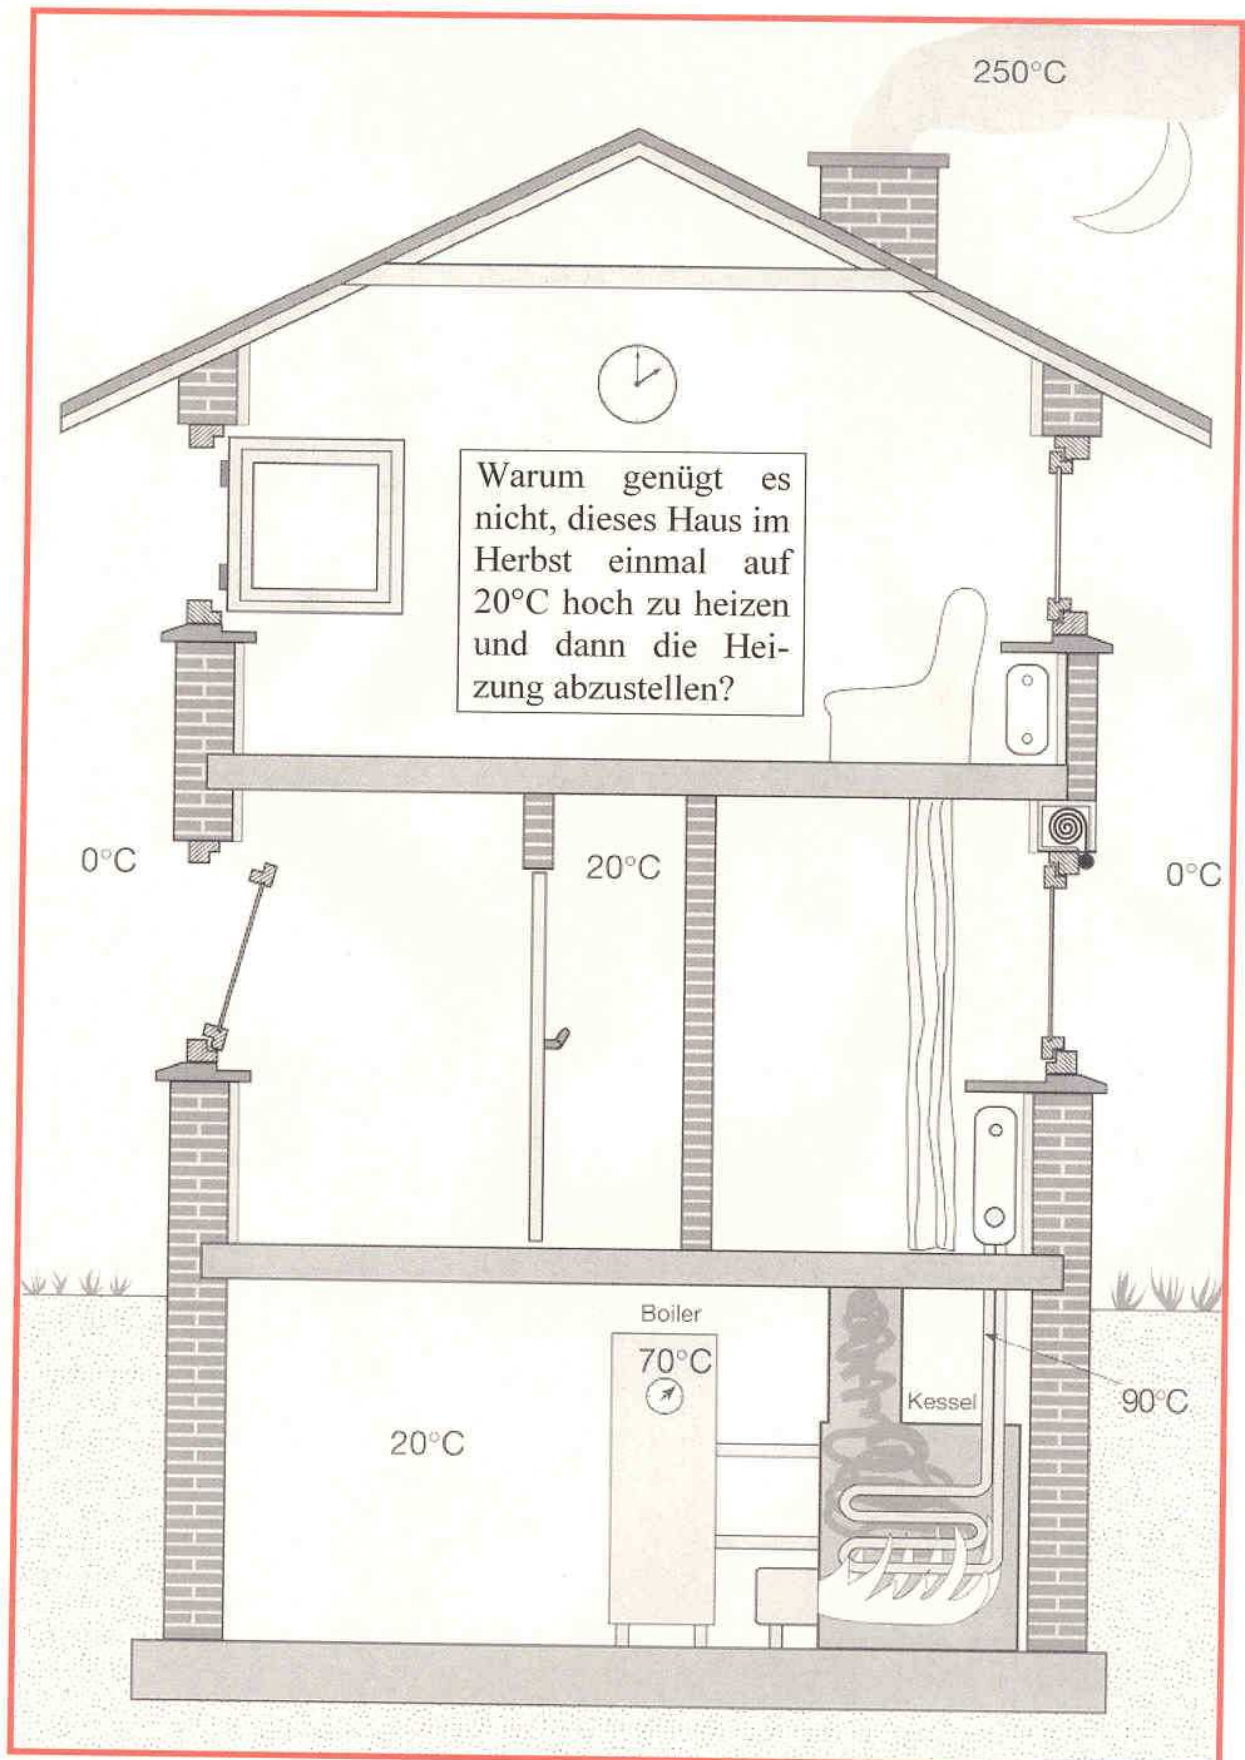 250°C
Warum genügt es
nicht, dieses Haus im
Herbst einmal auf
20°C hoch zu heizen
und dann die Hei-
zung abzustellen?
0°C
20°C
0°C
Boiler
70°C
Kessel
90°C
20°C